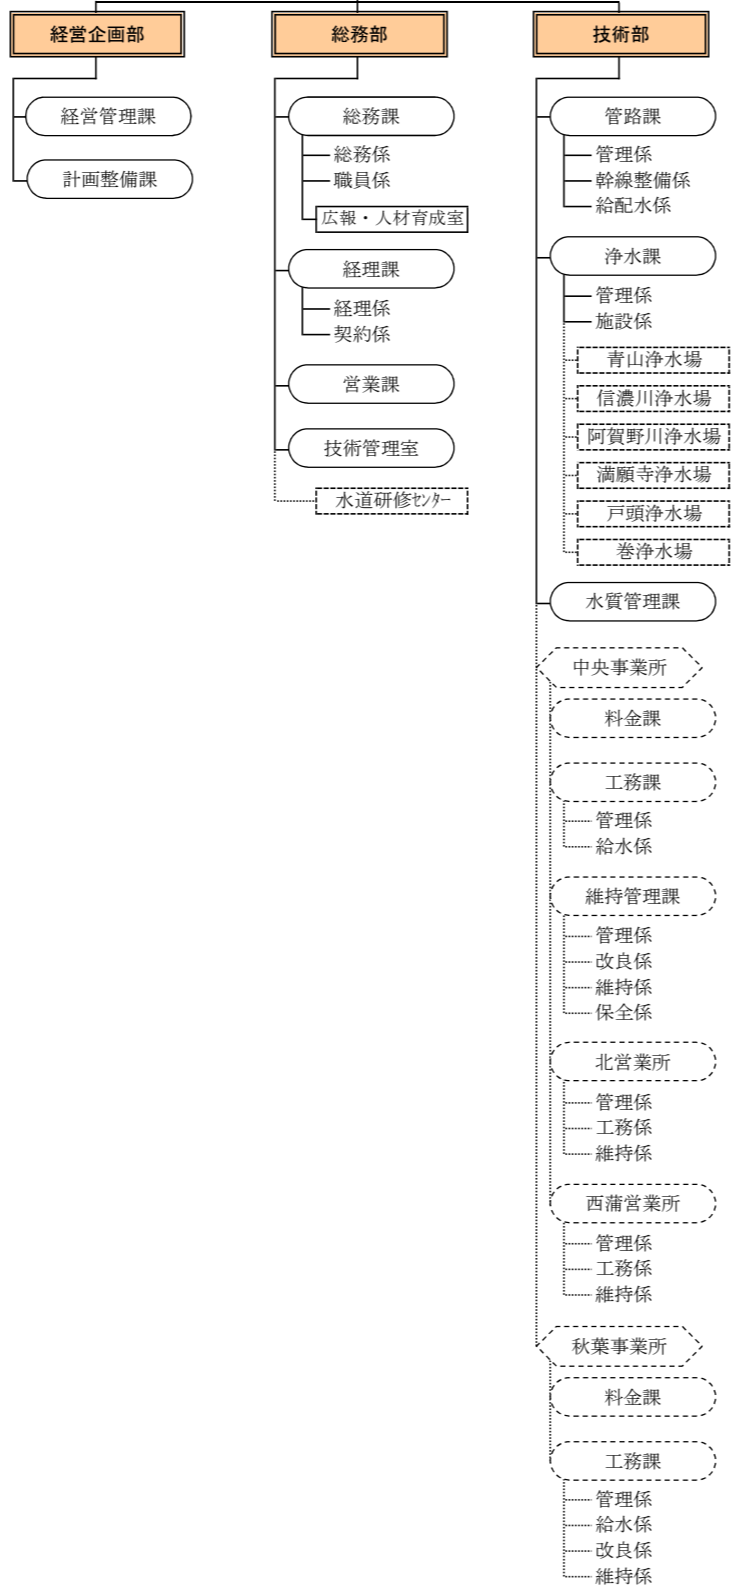 経営企画部
経営管理課
計画整備課
総務部
総務課
総務係
職員係
広報・人材育成室
経理課
経理係
契約係
営業課
技術管理室
水道研修ｾﾝﾀｰ
技術部
管路課
管理係
幹線整備係
給配水係
浄水課
管理係
施設係
青山浄水場
信濃川浄水場
阿賀野川浄水場
満願寺浄水場
戸頭浄水場
巻浄水場
水質管理課
中央事業所
料金課
工務課
管理係
給水係
維持管理課
管理係
改良係
維持係
保全係
北営業所
管理係
工務係
維持係
西蒲営業所
管理係
工務係
維持係
秋葉事業所
料金課
工務課
管理係
給水係
改良係
維持係